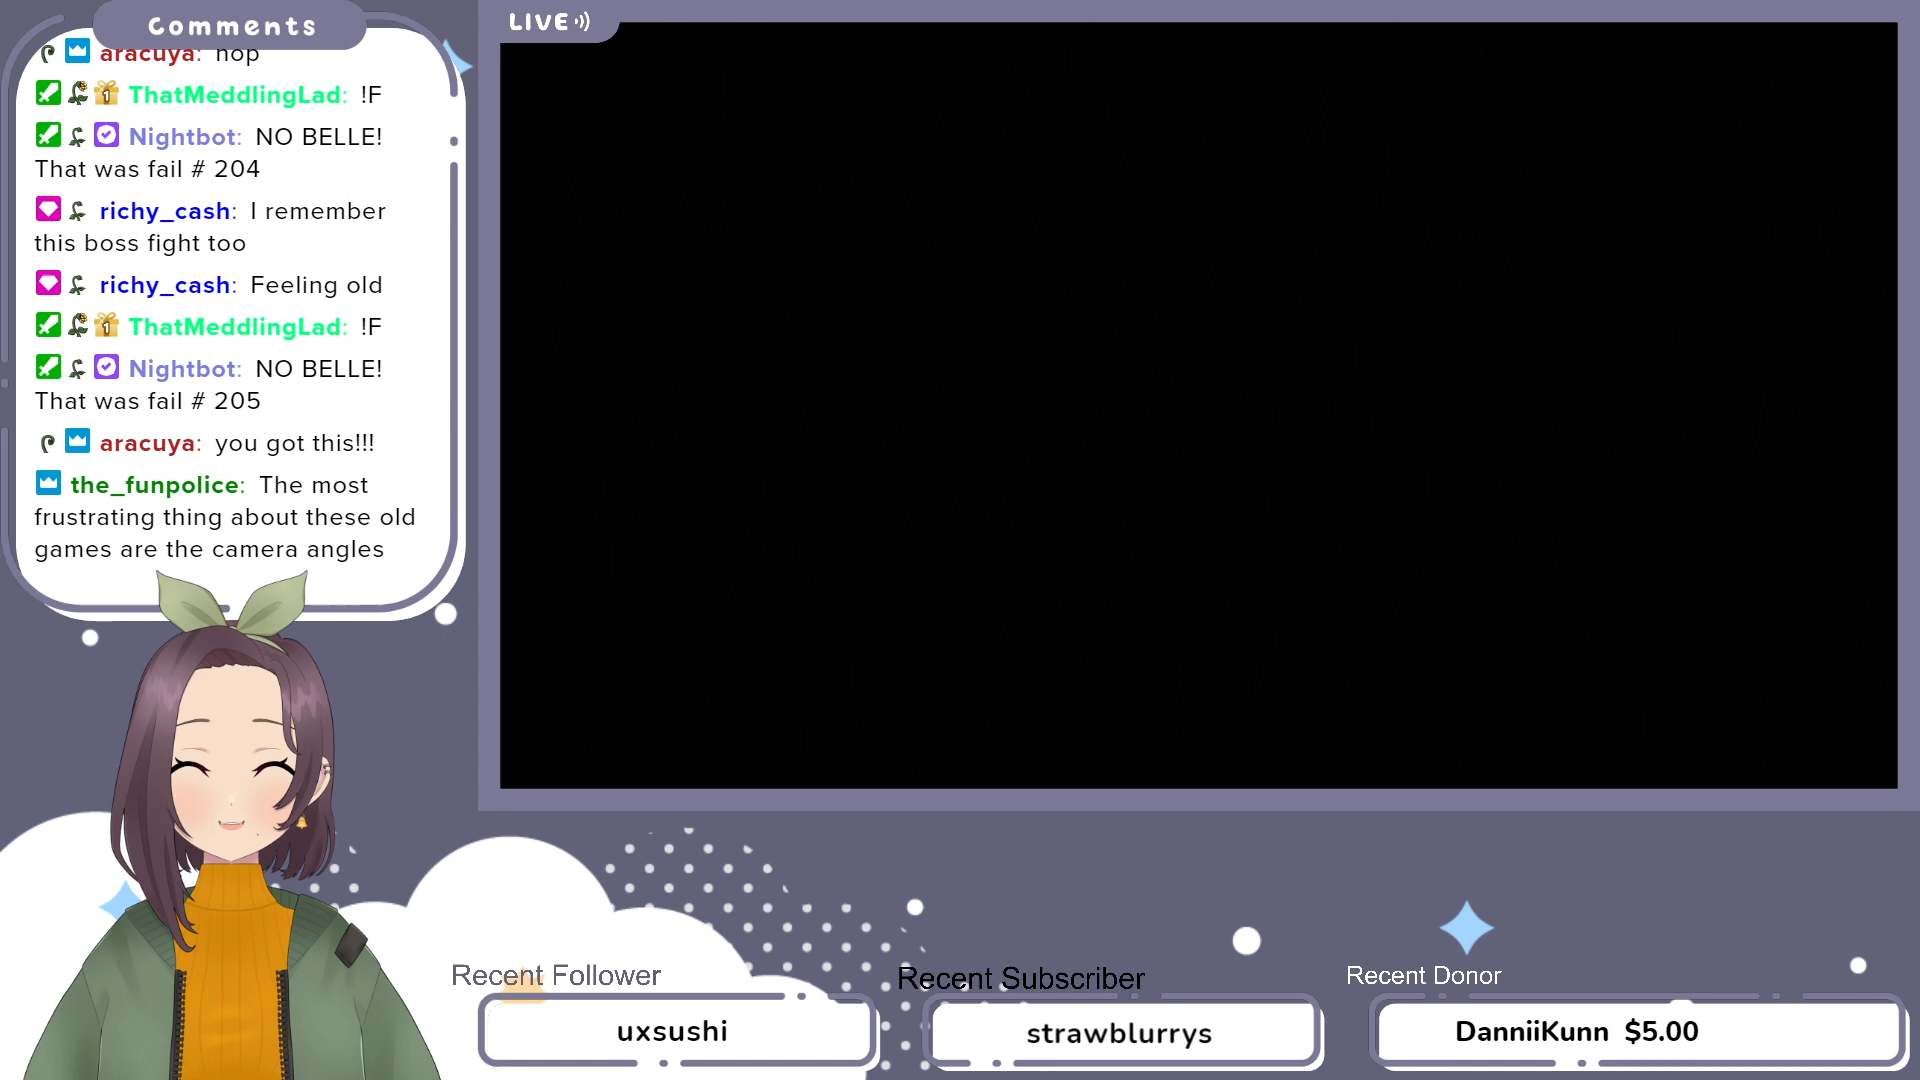 Comments
aracuya: nop
ThatMeddlingLad: !F
Nightbot: NO BELLE!
That was fail # 204
richy_cash: I remember
this boss fight too
richy_cash: Feeling old
ThatMeddlingLad: !F
Nightbot: NO BELLE!
That was fail # 205
aracuya: you got this!!!
the_funpolice: The most
frustrating thing about these old
games are the camera angles
LIVE
Recent Follower
uxsushi
Recent Subscriber
strawblurrys
Recent Donor
DanniiKunn $5.00